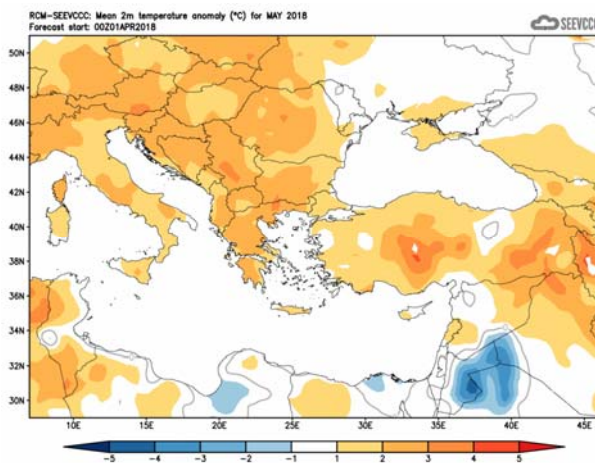 RCM-SEEVCCC: Mean 2m temperature anomaly (°C) for MAY 2018
Forecast start: 00Z01APR2018
SEEVCCC
50N
48N
46N
44N
42N
40N
38N
36N
34N
32N
30N
10E 15E 20E 25E 30E 35E 40E 45E
-5 -4 -3 -2 -1 1 2 3 4 5